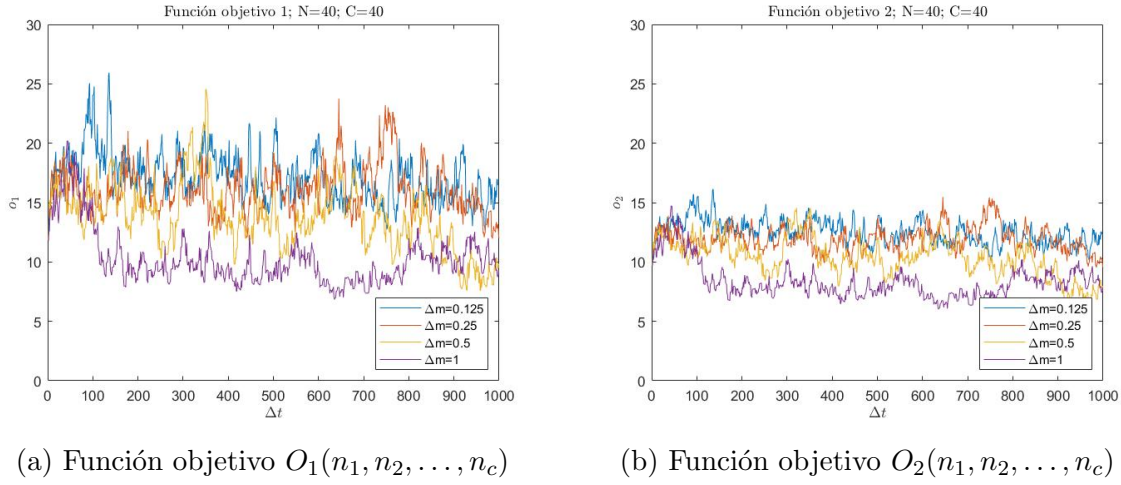 Función objetivo 1; N=40; C=40
30
25
20
15
10
5
0
o₁
0 100 200 300 400 500 600 700 800 900 1000
Δt
Δm=0.125
Δm=0.25
Δm=0.5
Δm=1
(a) Función objetivo O₁(n₁, n₂, . . . , n_c)
Función objetivo 2; N=40; C=40
30
25
20
15
10
5
0
o₂
0 100 200 300 400 500 600 700 800 900 1000
Δt
Δm=0.125
Δm=0.25
Δm=0.5
Δm=1
(b) Función objetivo O₂(n₁, n₂, . . . , n_c)